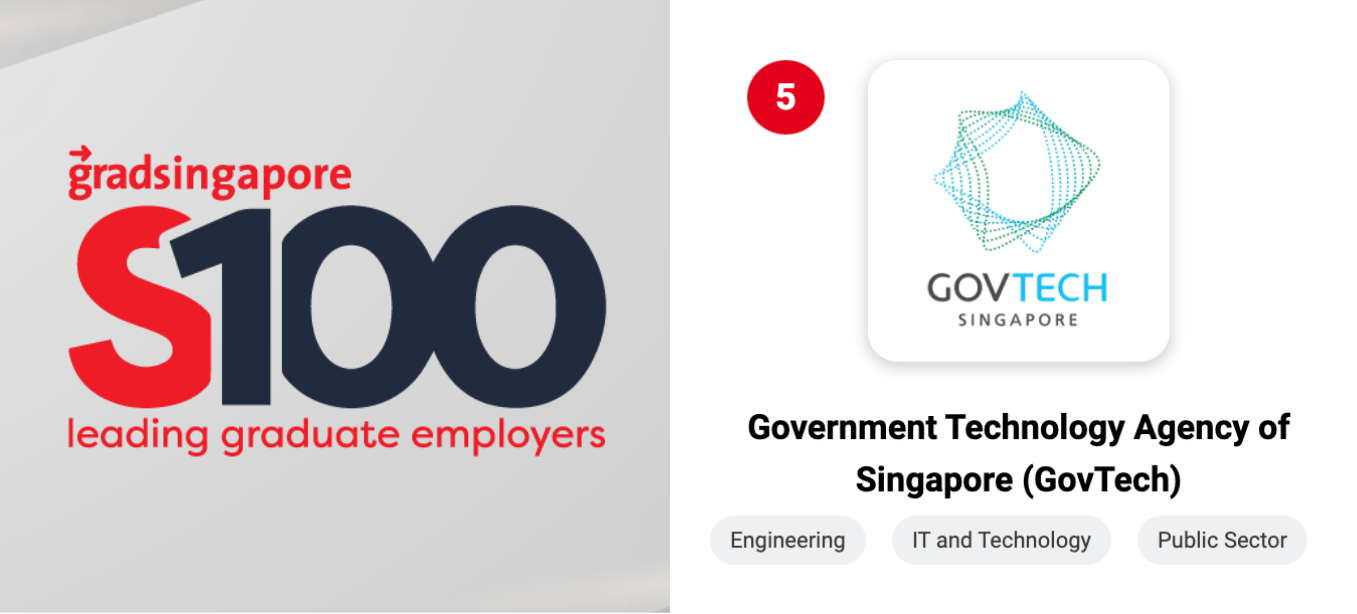 gradsingapore
S100
leading graduate employers
5
GOVTECH
SINGAPORE
Government Technology Agency of
Singapore (GovTech)
Engineering
IT and Technology
Public Sector